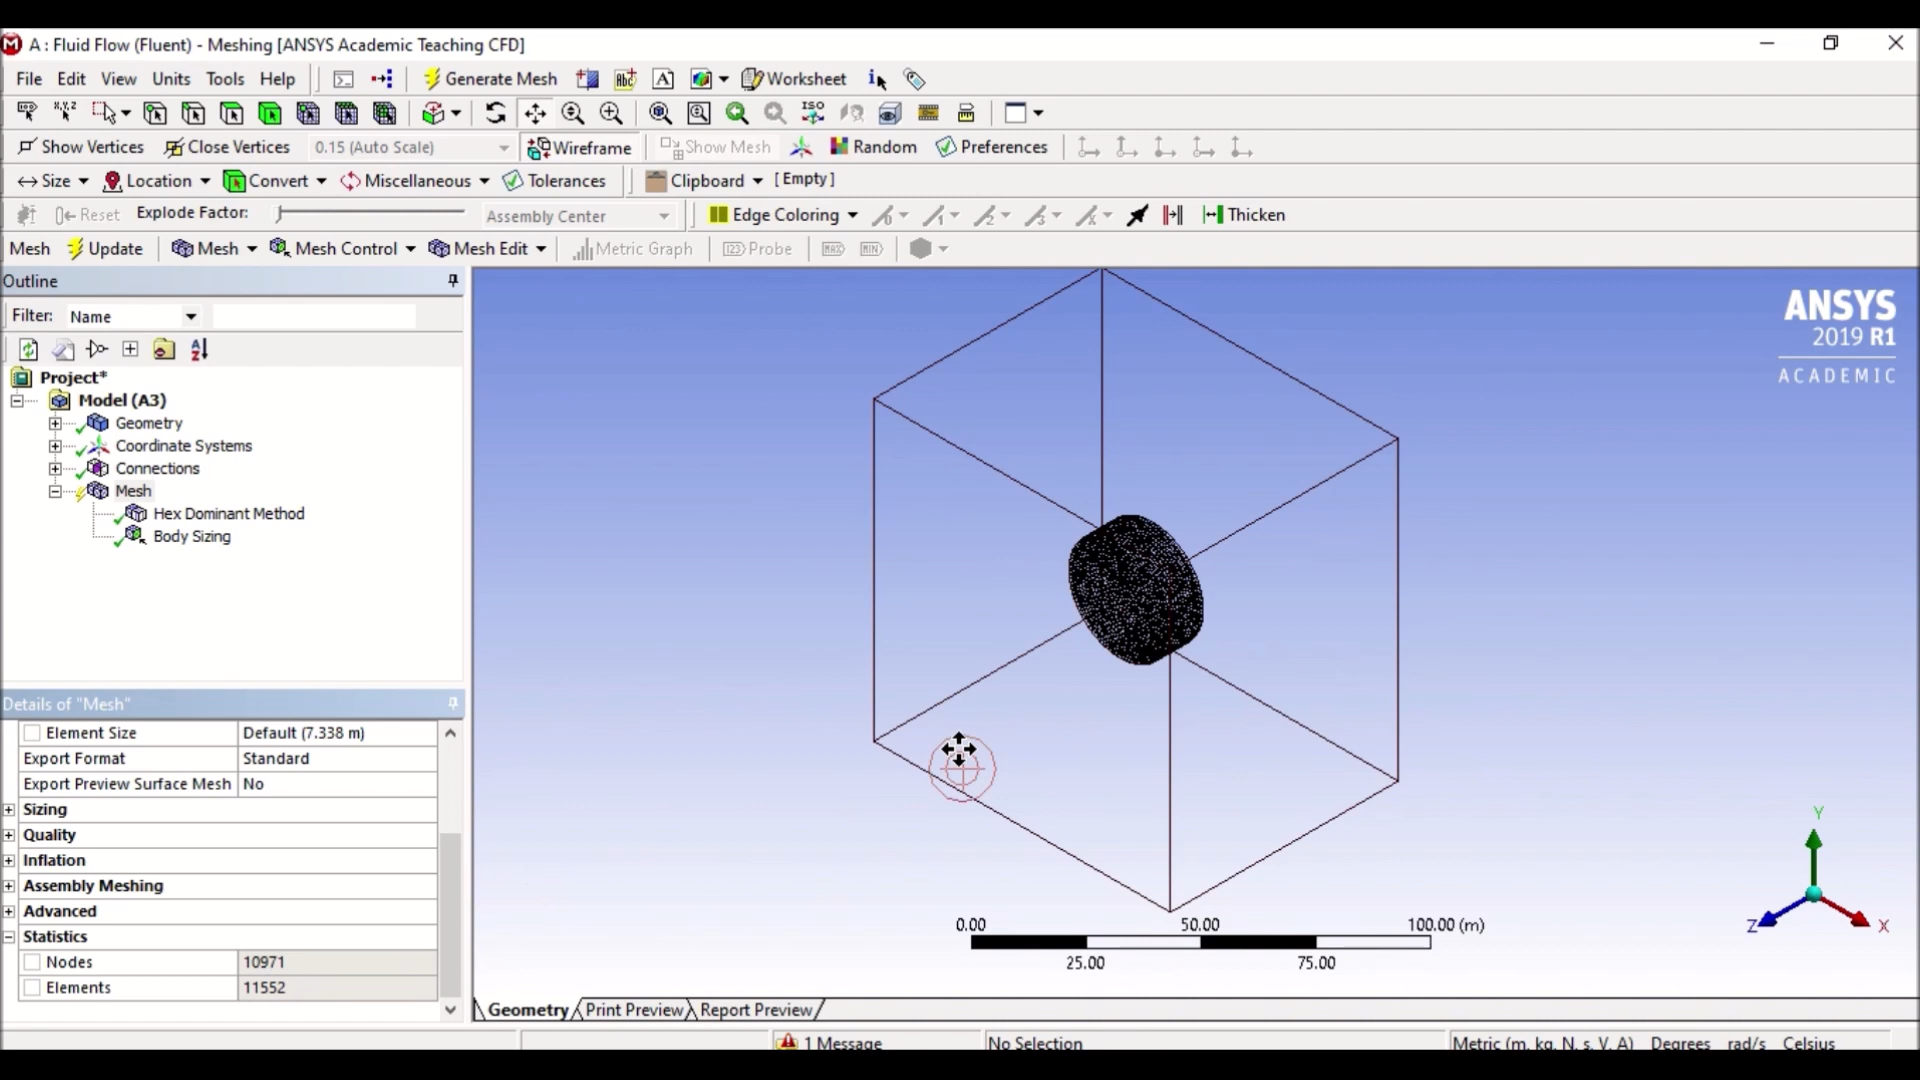 A : Fluid Flow (Fluent) - Meshing [ANSYS Academic Teaching CFD]
File Edit View Units Tools Help Generate Mesh Abc A Worksheet i
X,Y,Z ISO
Show Vertices Close Vertices 0.15 (Auto Scale) Wireframe Show Mesh Random Preferences
Size Location Convert Miscellaneous Tolerances Clipboard [ Empty ]
Reset Explode Factor: Assembly Center Edge Coloring Thicken
Mesh Update Mesh Mesh Control Mesh Edit Metric Graph Probe MAX MIN
Outline
Filter: Name
Project*
Model (A3)
Geometry
Coordinate Systems
Connections
Mesh
Hex Dominant Method
Body Sizing
Details of "Mesh"
Element Size Default (7.338 m)
Export Format Standard
Export Preview Surface Mesh No
Sizing
Quality
Inflation
Assembly Meshing
Advanced
Statistics
Nodes 10971
Elements 11552
ANSYS
2019 R1
ACADEMIC
Y
Z X
0.00 50.00 100.00 (m)
25.00 75.00
Geometry Print Preview Report Preview
1 Message No Selection Metric (m, kg, N, s, V, A) Degrees rad/s Celsius